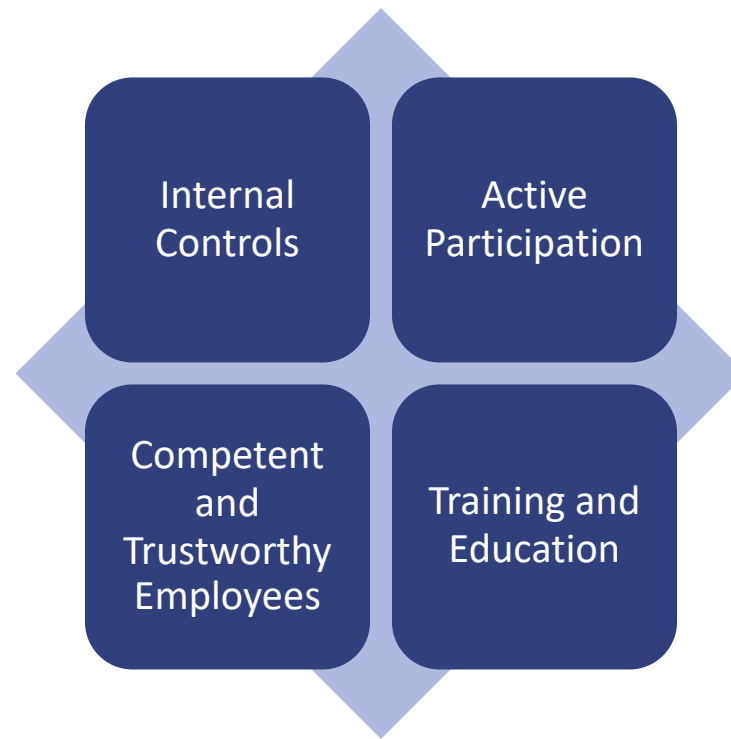 Internal
Controls
Active
Participation
Competent
and
Trustworthy
Employees
Training and
Education